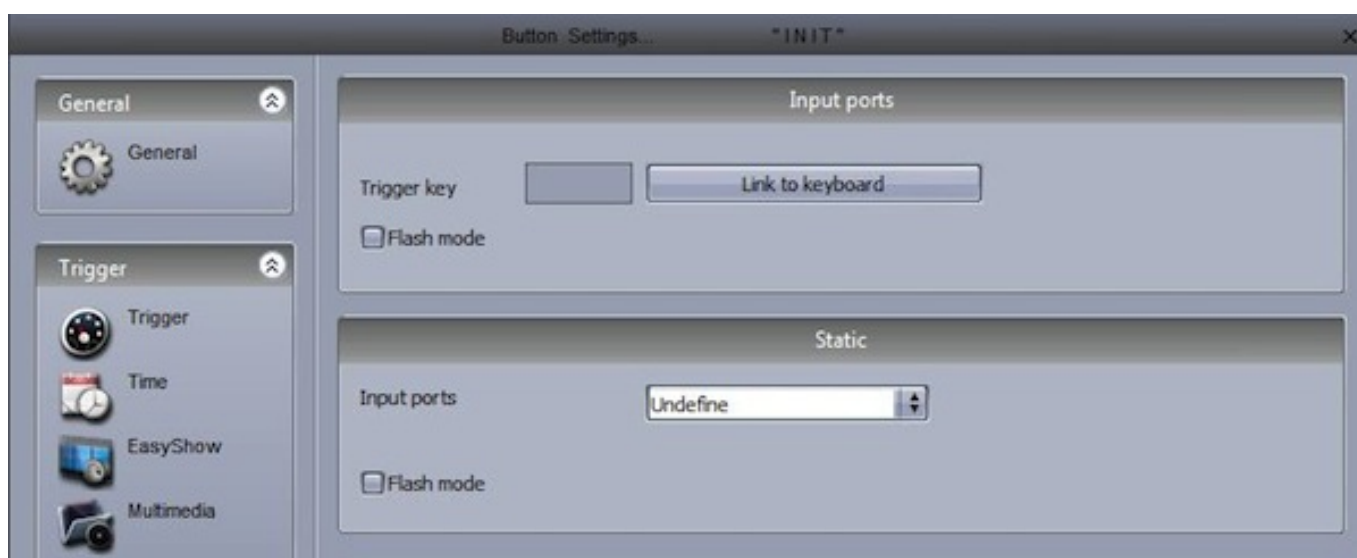 Button Settings... "INIT"
General
General
Trigger
Trigger
Time
EasyShow
Multimedia
Input ports
Trigger key
Link to keyboard
Flash mode
Static
Input ports
Undefine
Flash mode